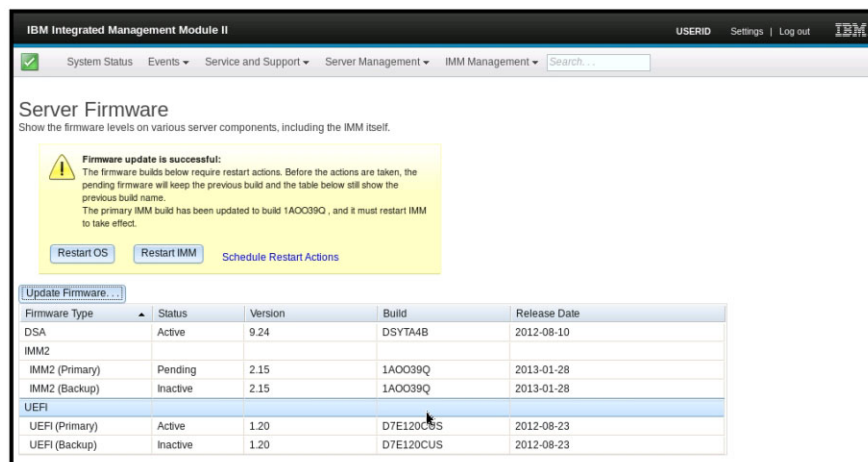 IBM Integrated Management Module II
USERID Settings | Log out IBM
System Status Events Service and Support Server Management IMM Management Search. . .
Server Firmware
Show the firmware levels on various server components, including the IMM itself.
Firmware update is successful:
The firmware builds below require restart actions. Before the actions are taken, the
pending firmware will keep the previous build and the table below still show the
previous build name.
The primary IMM build has been updated to build 1AOO39Q , and it must restart IMM
to take effect.
Restart OS Restart IMM Schedule Restart Actions
Update Firmware. . .
Firmware Type Status Version Build Release Date
DSA Active 9.24 DSYTA4B 2012-08-10
IMM2
IMM2 (Primary) Pending 2.15 1AOO39Q 2013-01-28
IMM2 (Backup) Inactive 2.15 1AOO39Q 2013-01-28
UEFI
UEFI (Primary) Active 1.20 D7E120CUS 2012-08-23
UEFI (Backup) Inactive 1.20 D7E120CUS 2012-08-23